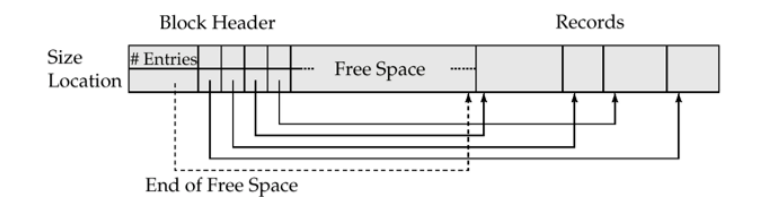 Block Header
Records
Size
# Entries
Location
Free Space
End of Free Space